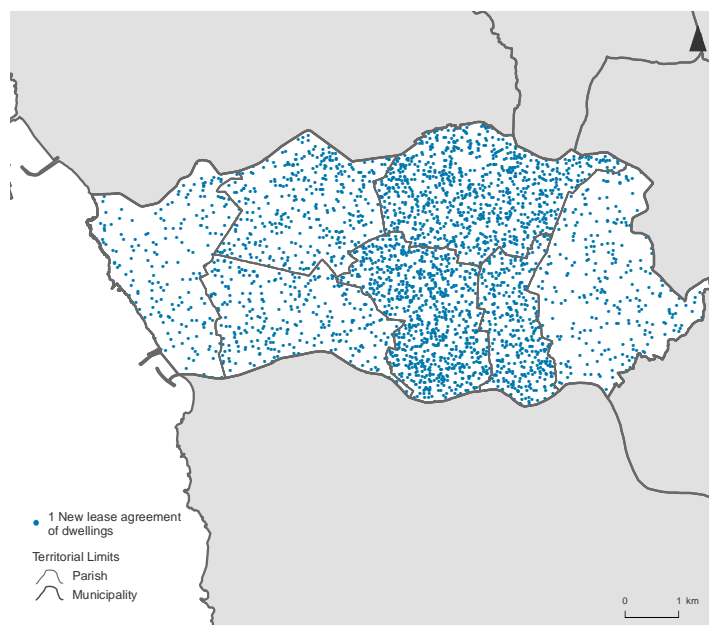 1 New lease agreement
of dwellings
Territorial Limits
Parish
Municipality
0 1 km